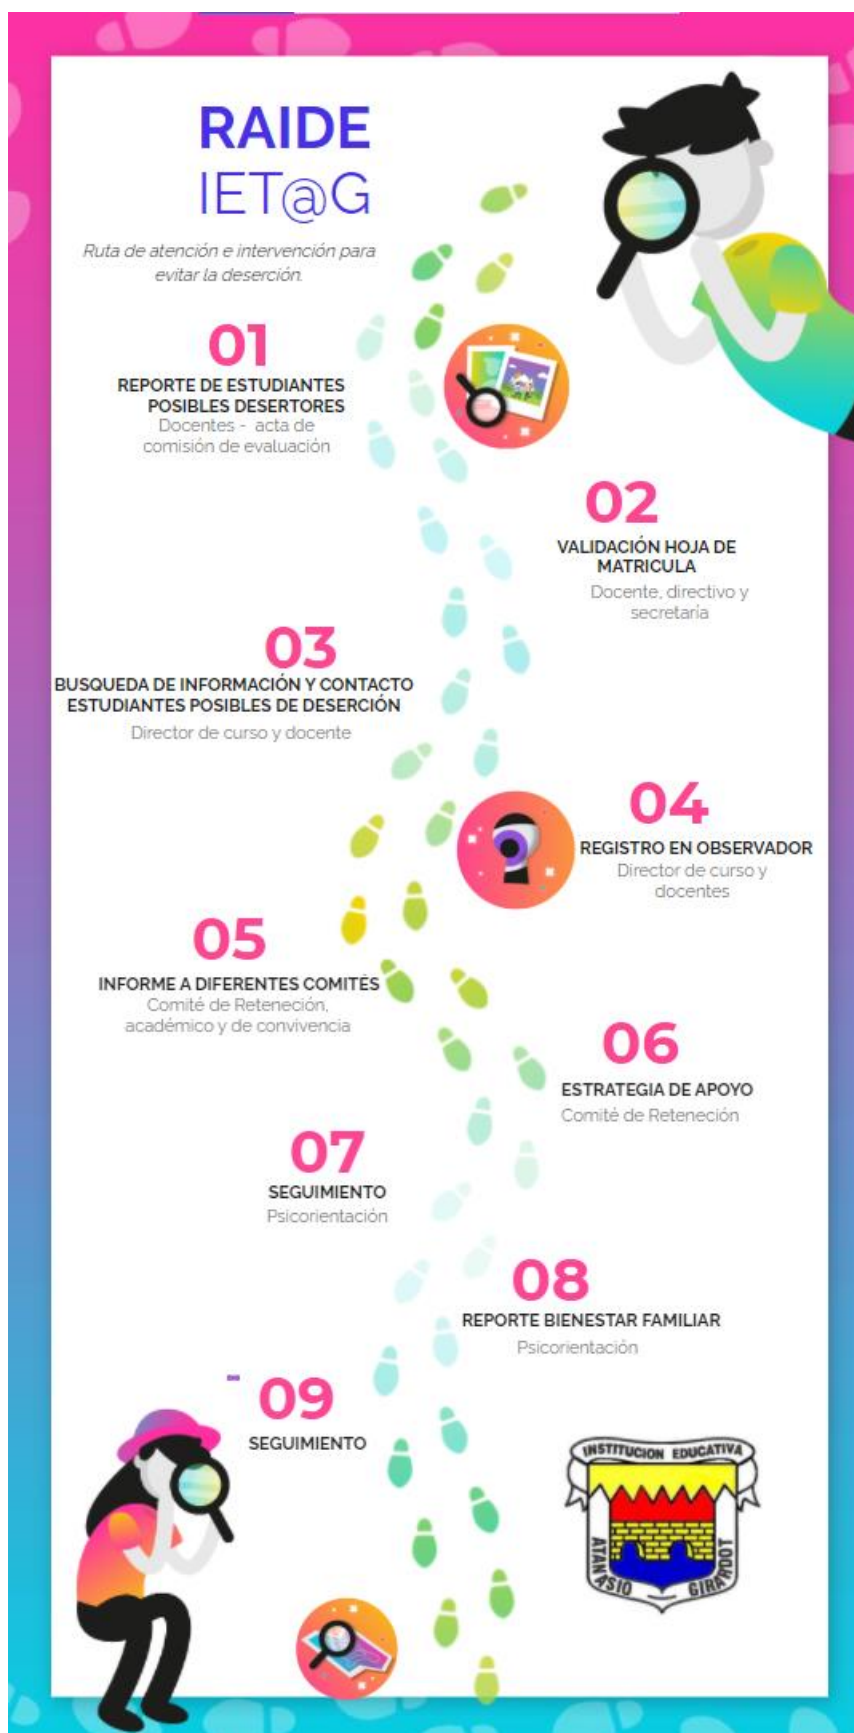 RAIDE
IET@G
Ruta de atención e intervención para
evitar la deserción.
01
REPORTE DE ESTUDIANTES
POSIBLES DESERTORES
Docentes - acta de
comisión de evaluación
02
VALIDACIÓN HOJA DE
MATRICULA
Docente, directivo y
secretaría
03
BUSQUEDA DE INFORMACIÓN Y CONTACTO
ESTUDIANTES POSIBLES DE DESERCIÓN
Director de curso y docente
04
REGISTRO EN OBSERVADOR
Director de curso y
docentes
05
INFORME A DIFERENTES COMITÉS
Comité de Reteneción,
académico y de convivencia
06
ESTRATEGIA DE APOYO
Comité de Reteneción
07
SEGUIMIENTO
Psicorientación
08
REPORTE BIENESTAR FAMILIAR
Psicorientación
09
SEGUIMIENTO
INSTITUCION EDUCATIVA
ATANASIO
GIRARDOT